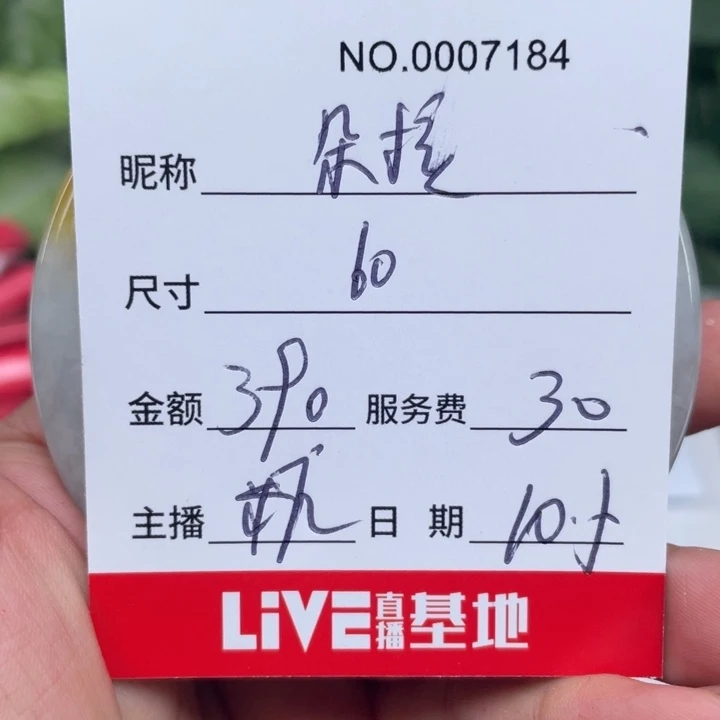 NO.0007184
昵称 朵
尺寸 60
金额 390 服务费 30
主播 日 期
LiVE直播基地